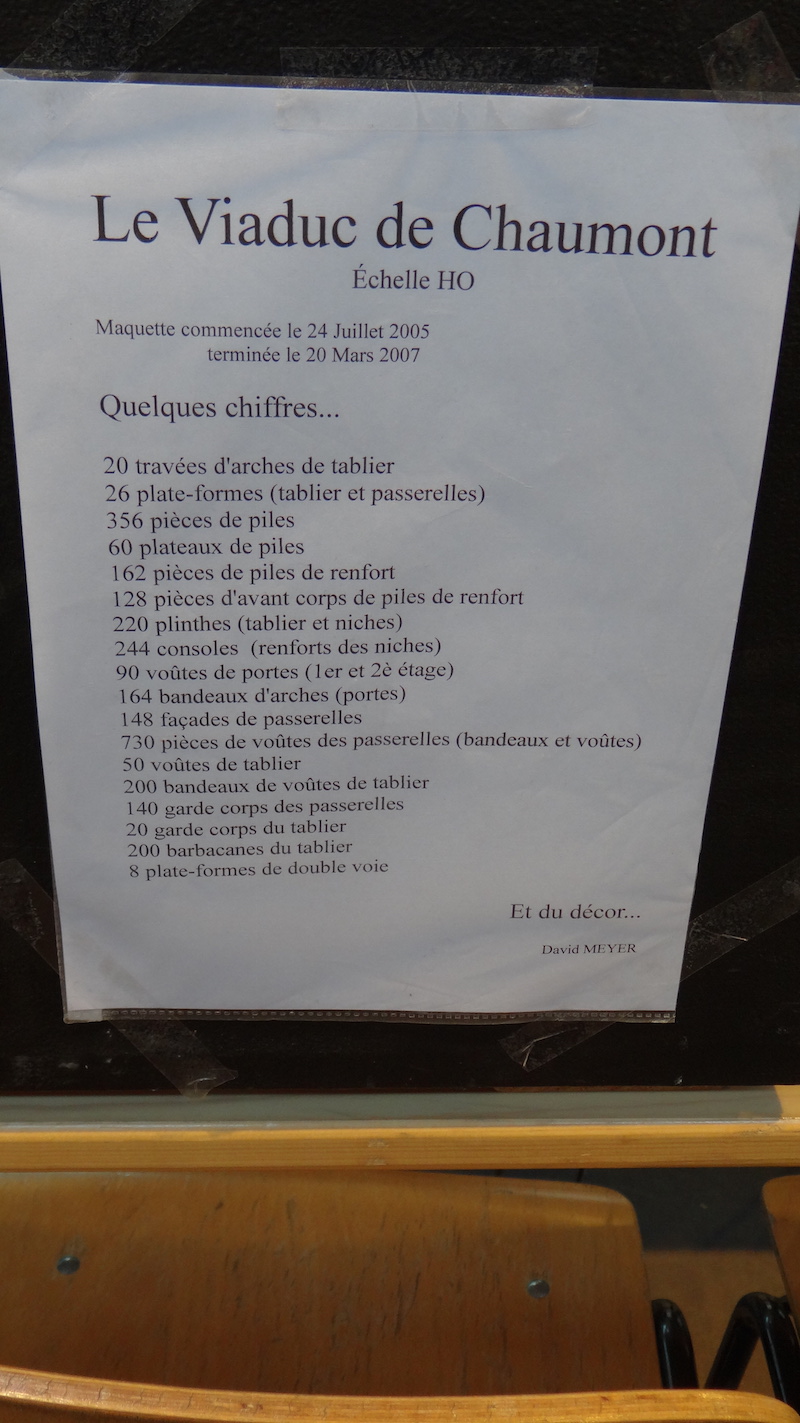 Le Viaduc de Chaumont
Échelle HO
Maquette commencée le 24 Juillet 2005
terminée le 20 Mars 2007
Quelques chiffres...
20 travées d'arches de tablier
26 plate-formes (tablier et passerelles)
356 pièces de piles
60 plateaux de piles
162 pièces de piles de renfort
128 pièces d'avant corps de piles de renfort
220 plinthes (tablier et niches)
244 consoles (renforts des niches)
90 voûtes de portes (1er et 2è étage)
164 bandeaux d'arches (portes)
148 façades de passerelles
730 pièces de voûtes des passerelles (bandeaux et voûtes)
50 voûtes de tablier
200 bandeaux de voûtes de tablier
140 garde corps des passerelles
20 garde corps du tablier
200 barbacanes du tablier
8 plate-formes de double voie
Et du décor...
David MEYER